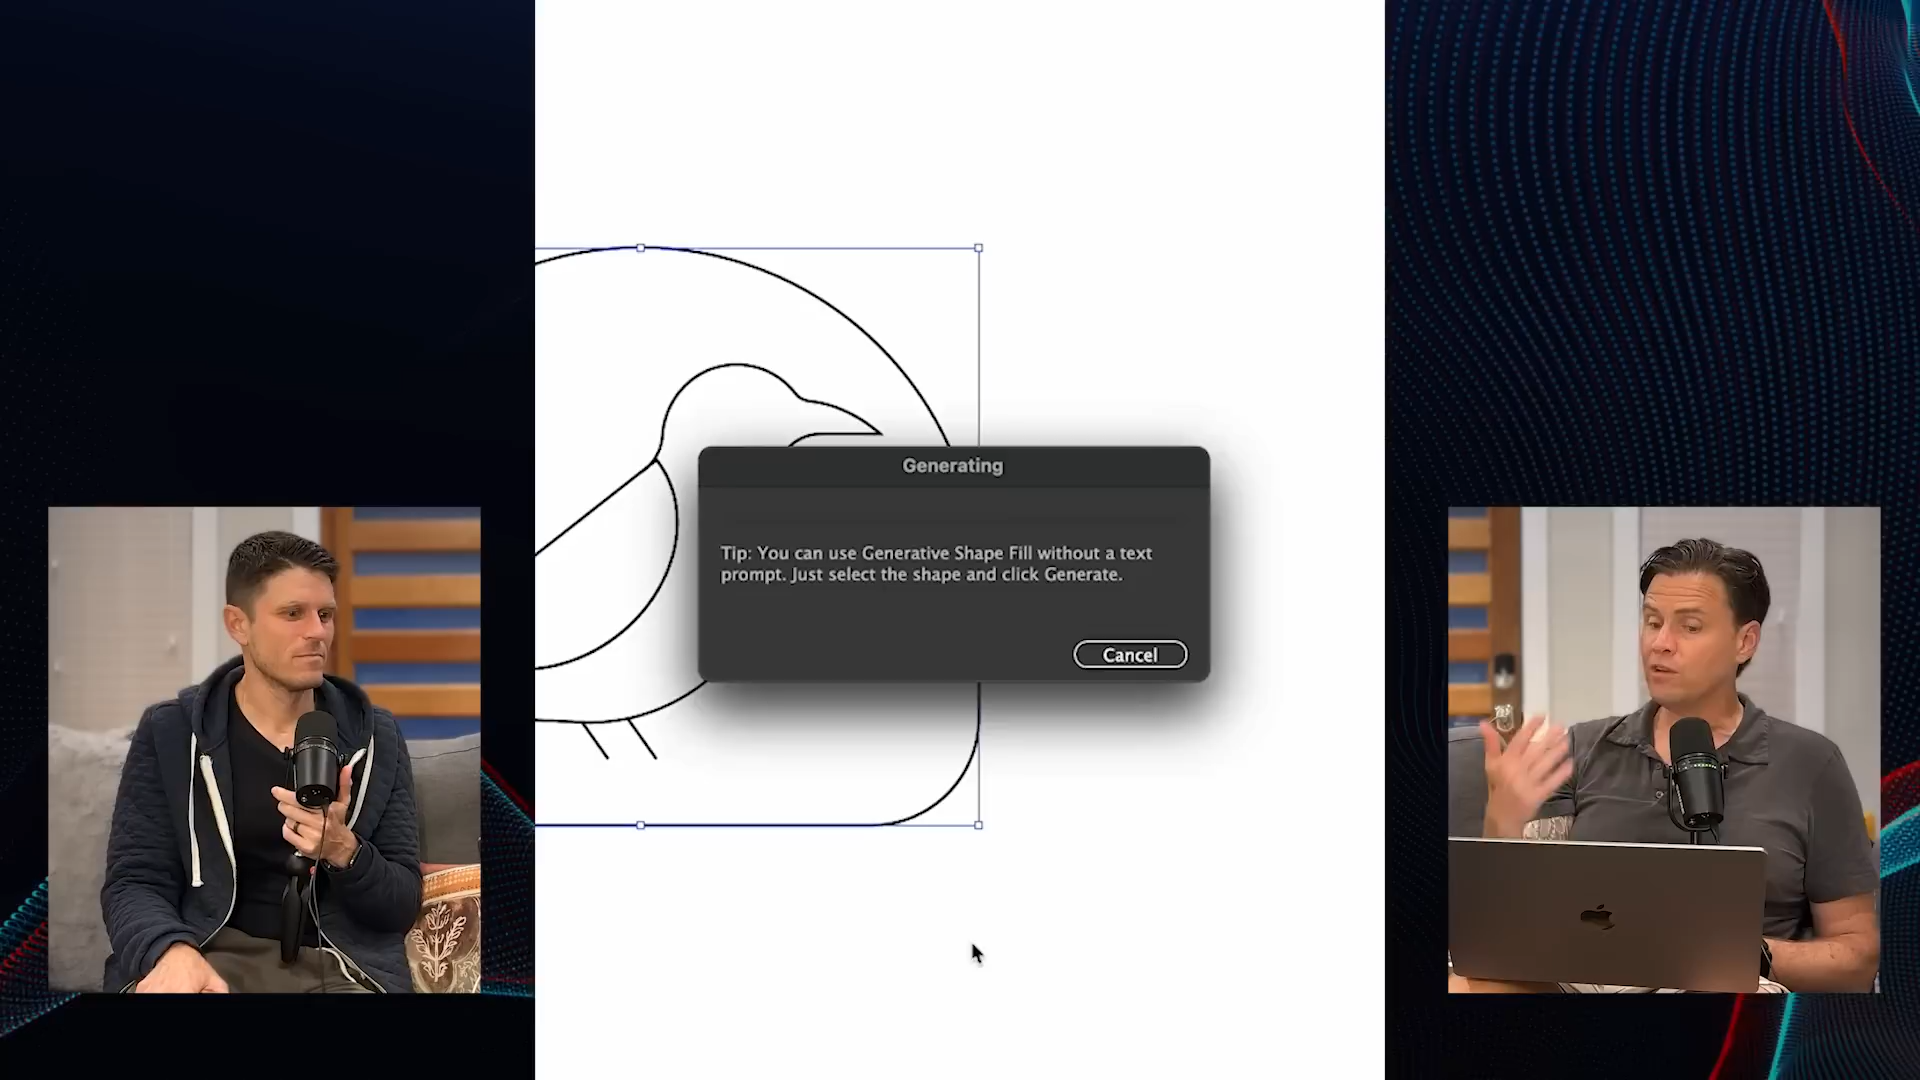 Generating
Tip: You can use Generative Shape Fill without a text
prompt. Just select the shape and click Generate.
Cancel